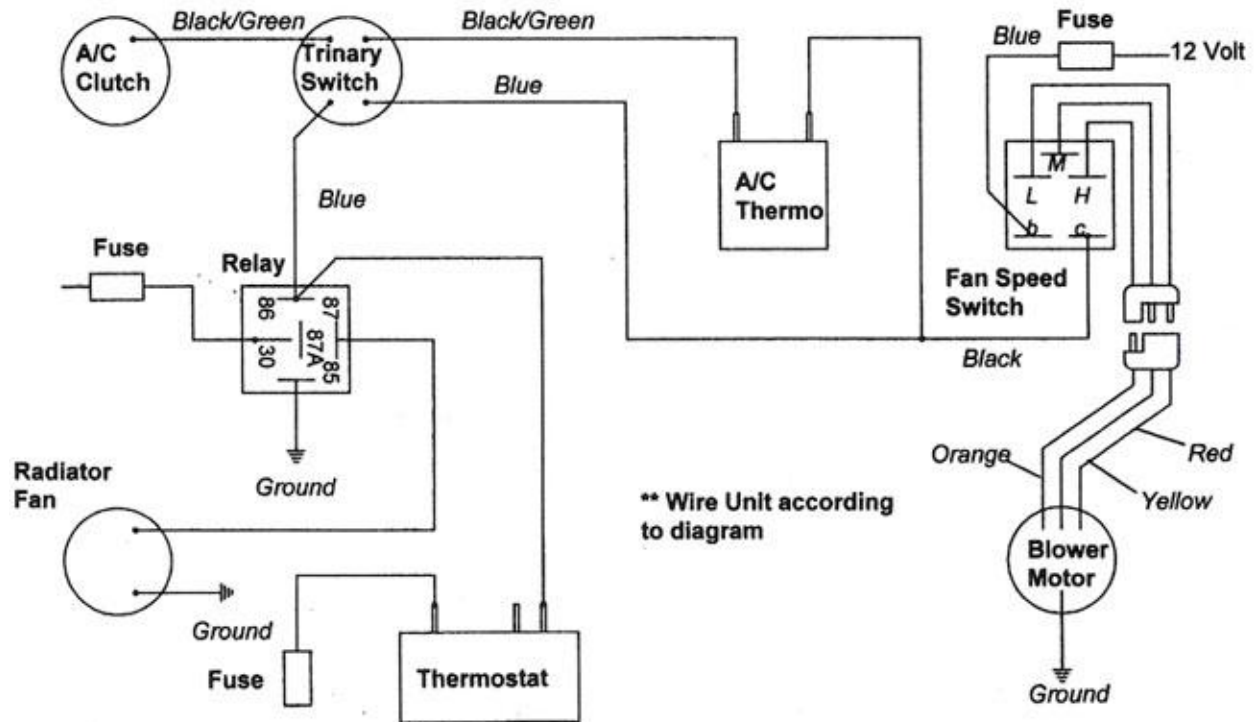 Black/Green
Black/Green
Fuse
A/C
Clutch
Trinary
Switch
Blue
12 Volt
Blue
M
L
H
A/C
Thermo
b
c
Blue
Fuse
Relay
86
87
87A
30
85
Fan Speed
Switch
Black
Radiator
Fan
Ground
Orange
Red
Yellow
** Wire Unit according
to diagram
Blower
Motor
Ground
Fuse
Thermostat
Ground